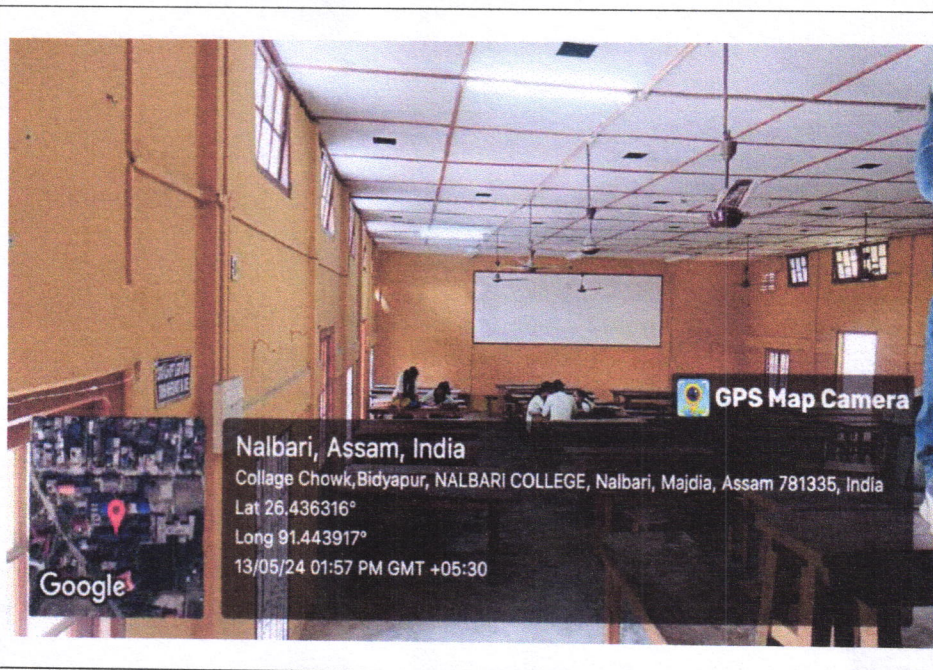 GPS Map Camera
Nalbari, Assam, India
Collage Chowk,Bidyapur, NALBARI COLLEGE, Nalbari, Majdia, Assam 781335, India
Lat 26.436316°
Long 91.443917°
13/05/24 01:57 PM GMT +05:30
Google